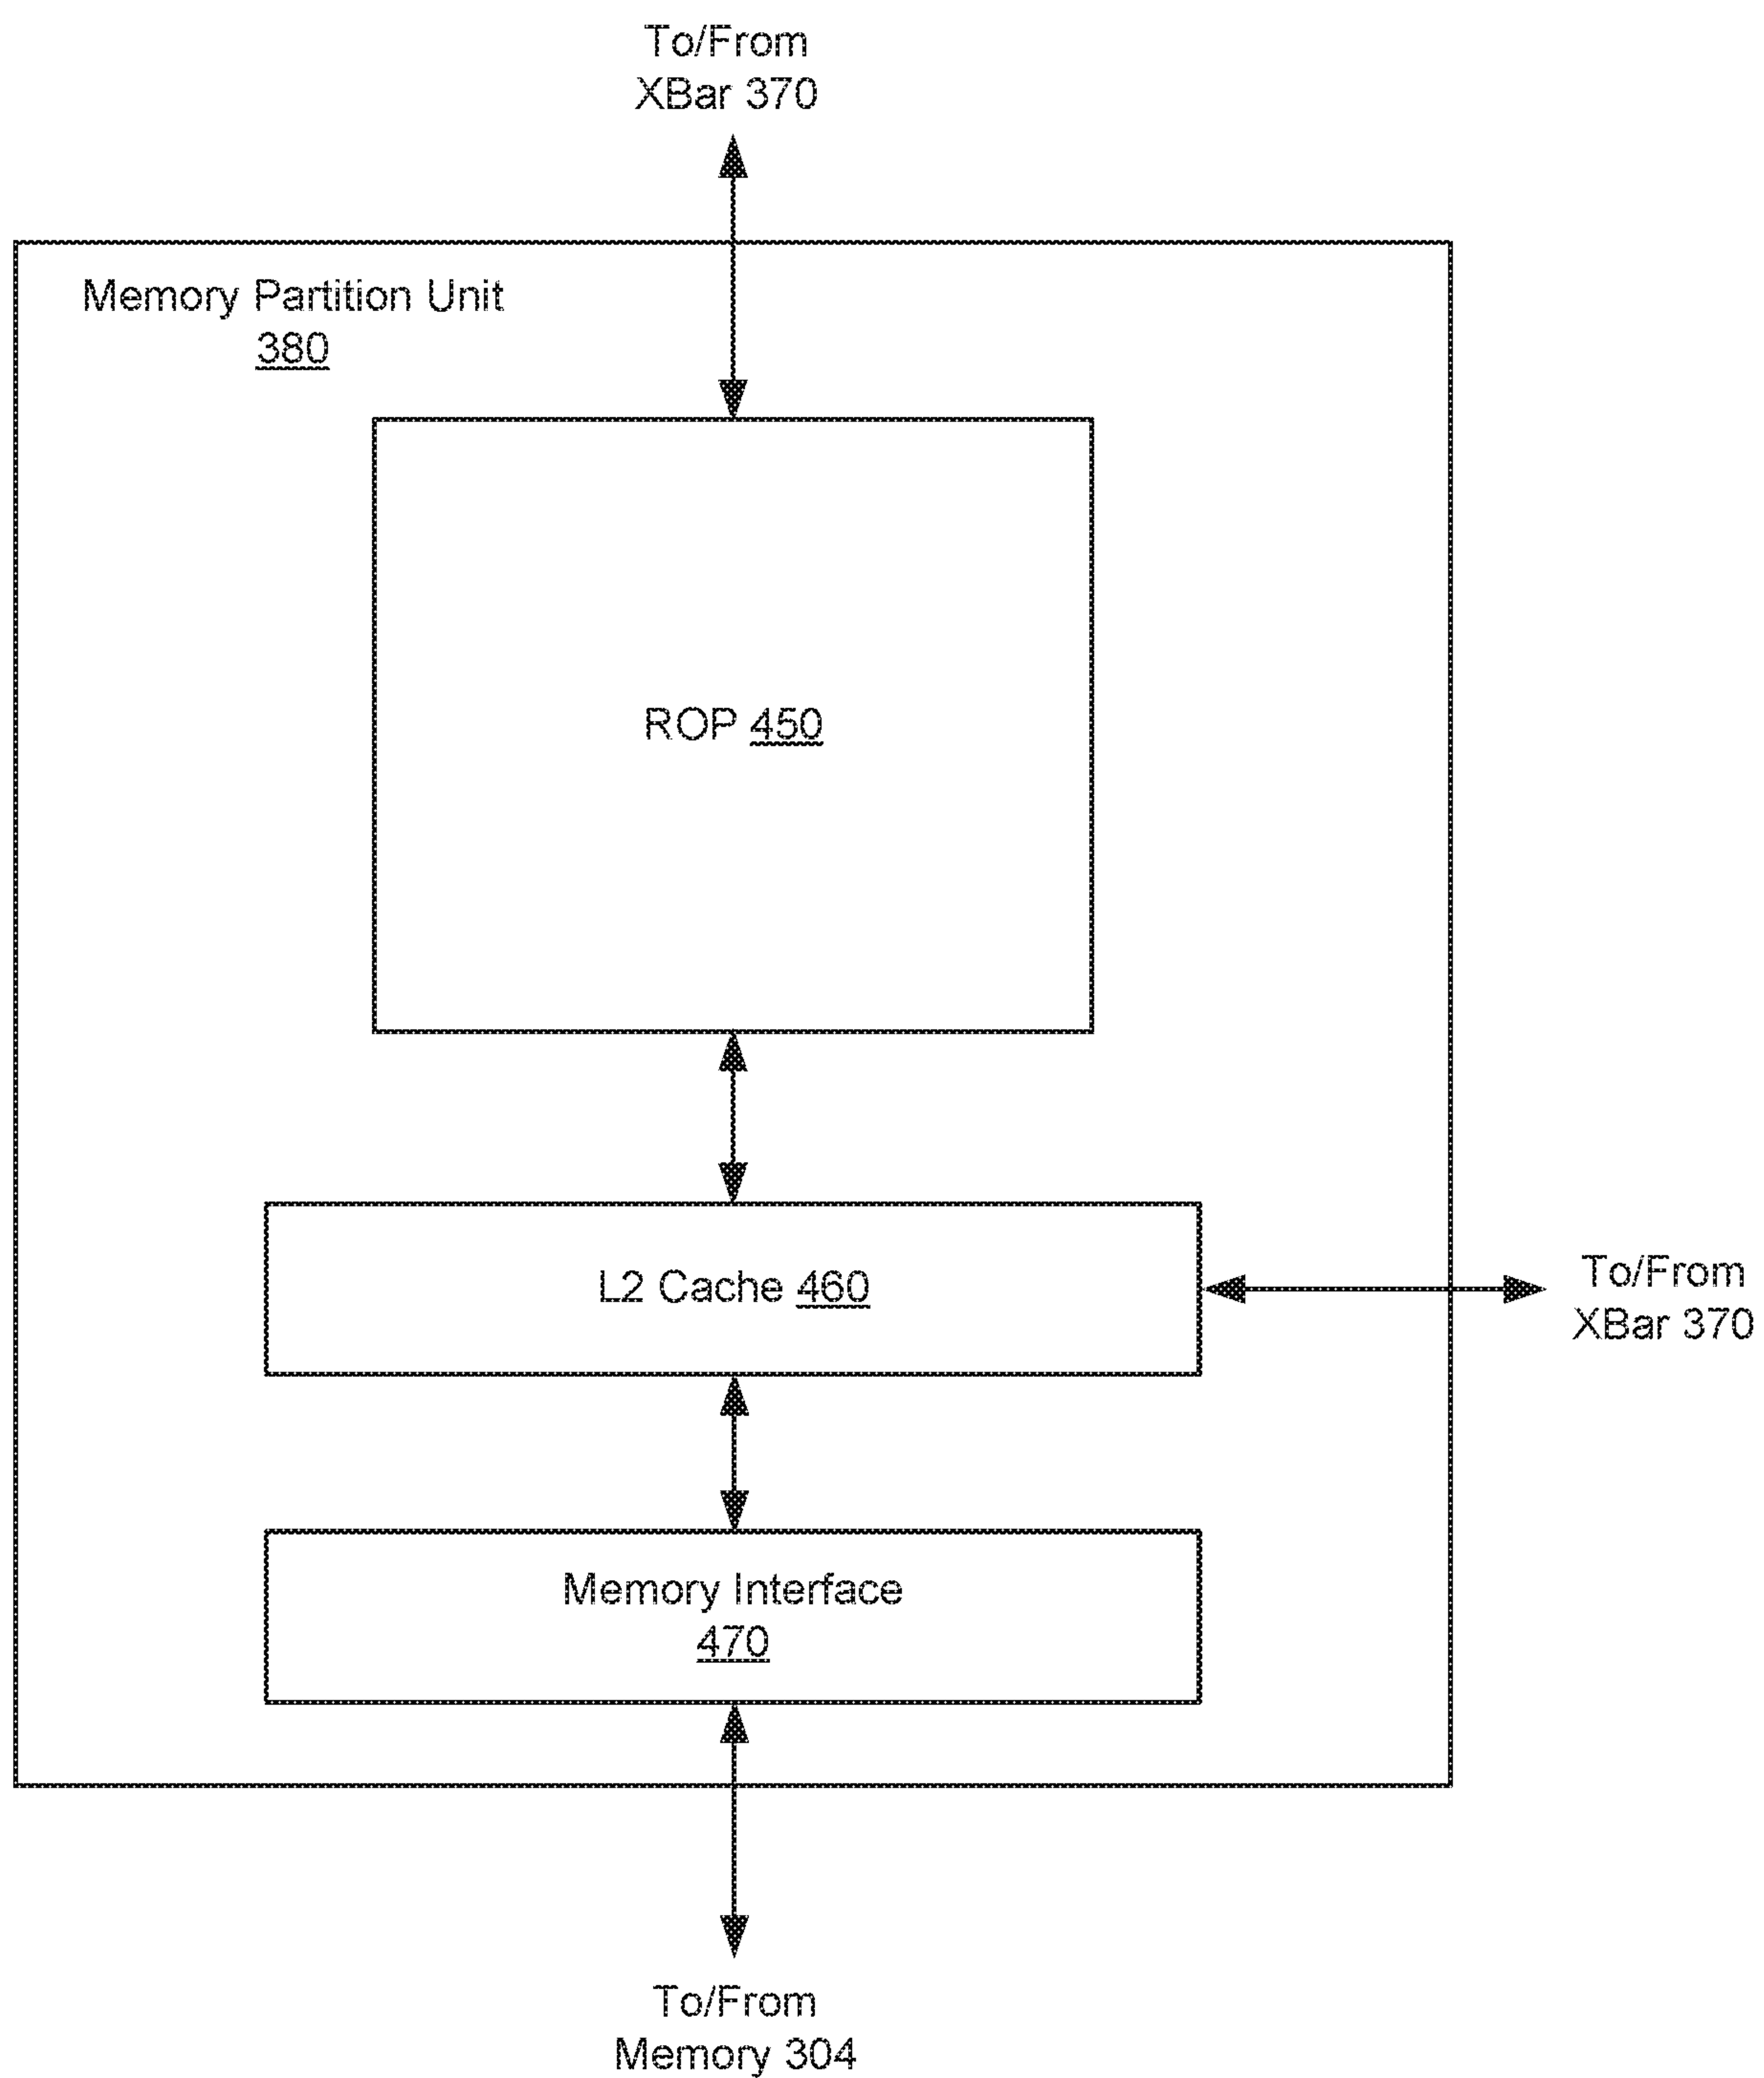 To/From
XBar 370
Memory Partition Unit
380
ROP 450
L2 Cache 460
To/From
XBar 370
Memory Interface
470
To/From
Memory 304